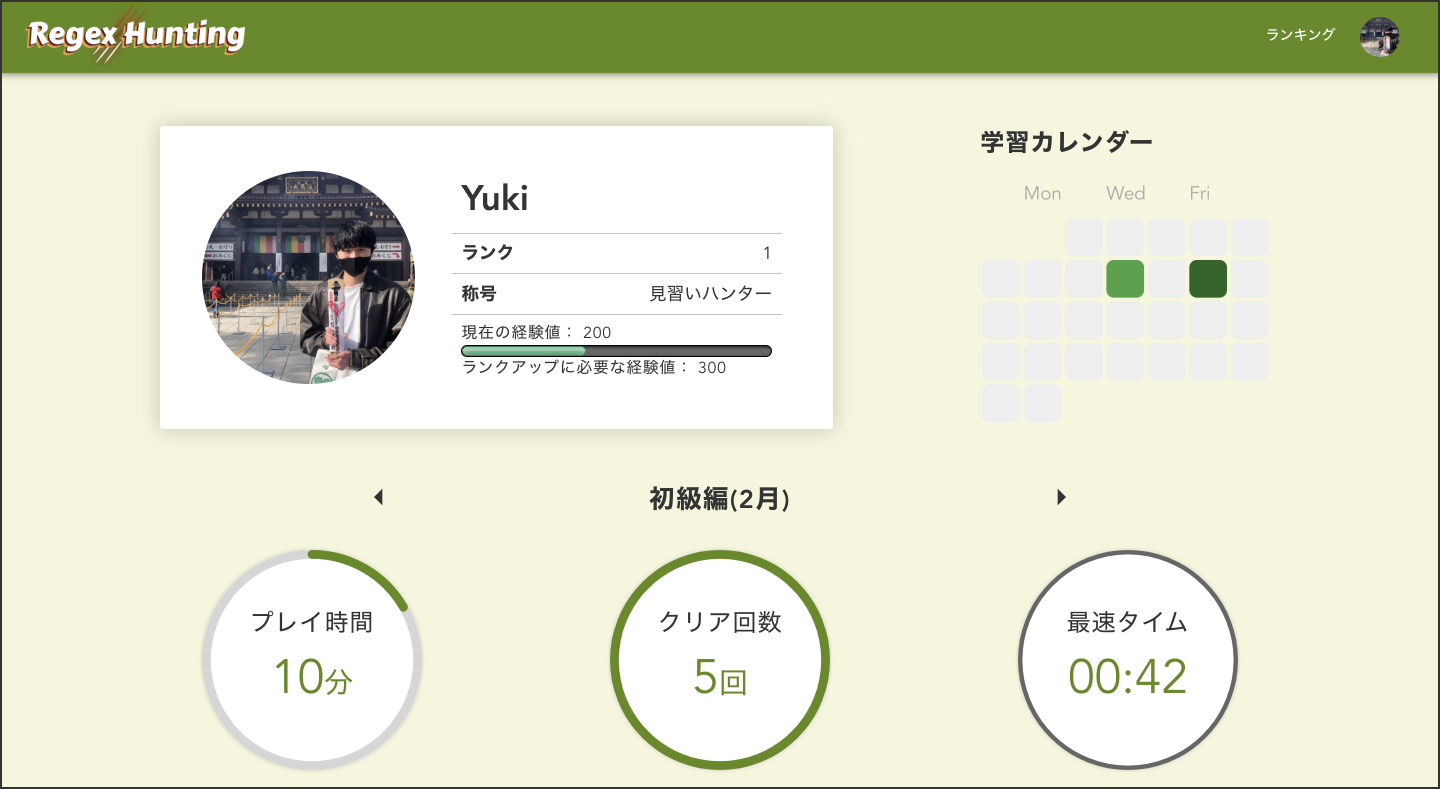 Regex Hunting
ランキング
Yuki
ランク 1
称号 見習いハンター
現在の経験値： 200
ランクアップに必要な経験値： 300
学習カレンダー
Mon Wed Fri
初級編(2月)
プレイ時間
10分
クリア回数
5回
最速タイム
00:42